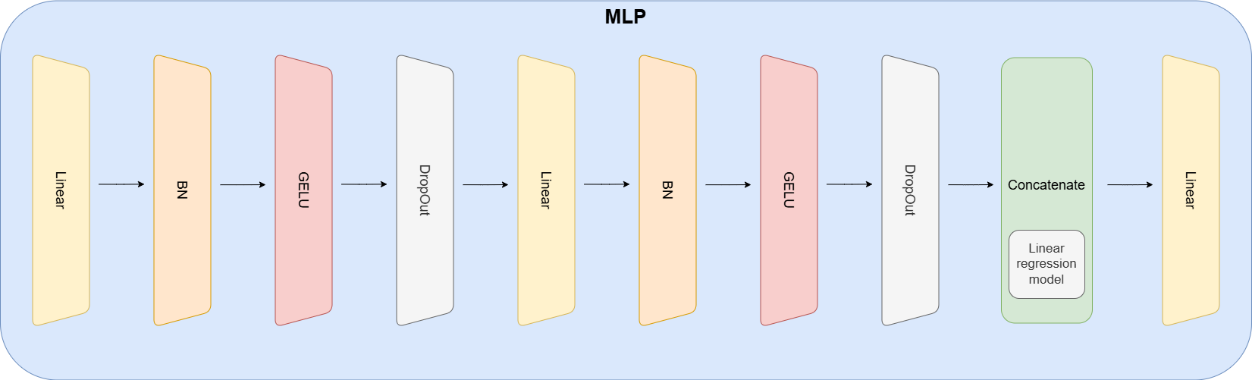 MLP
Linear
BN
GELU
DropOut
Linear
BN
GELU
DropOut
Concatenate
Linear
regression
model
Linear